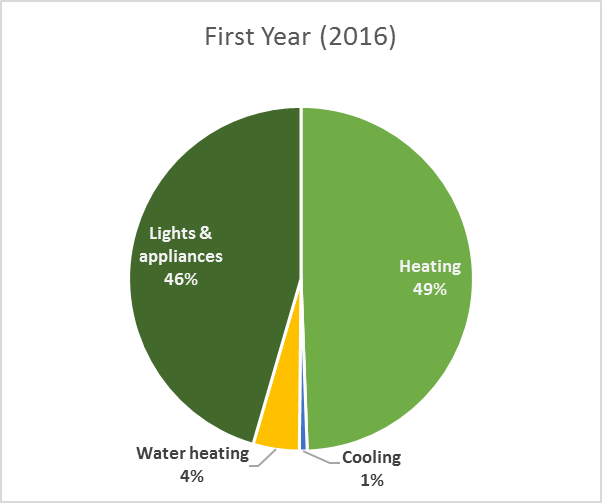 First Year (2016)
Lights &
appliances
46%
Heating
49%
Water heating
4%
Cooling
1%